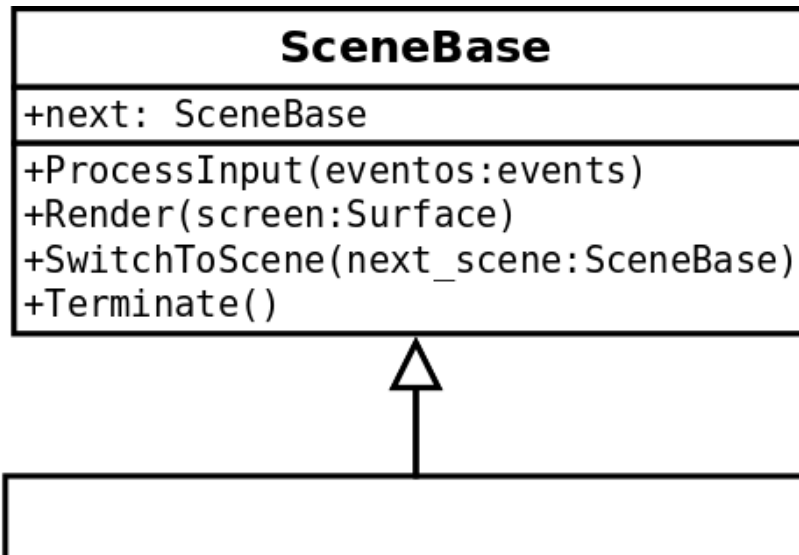 SceneBase
+next: SceneBase
+ProcessInput(eventos:events)
+Render(screen:Surface)
+SwitchToScene(next_scene:SceneBase)
+Terminate()